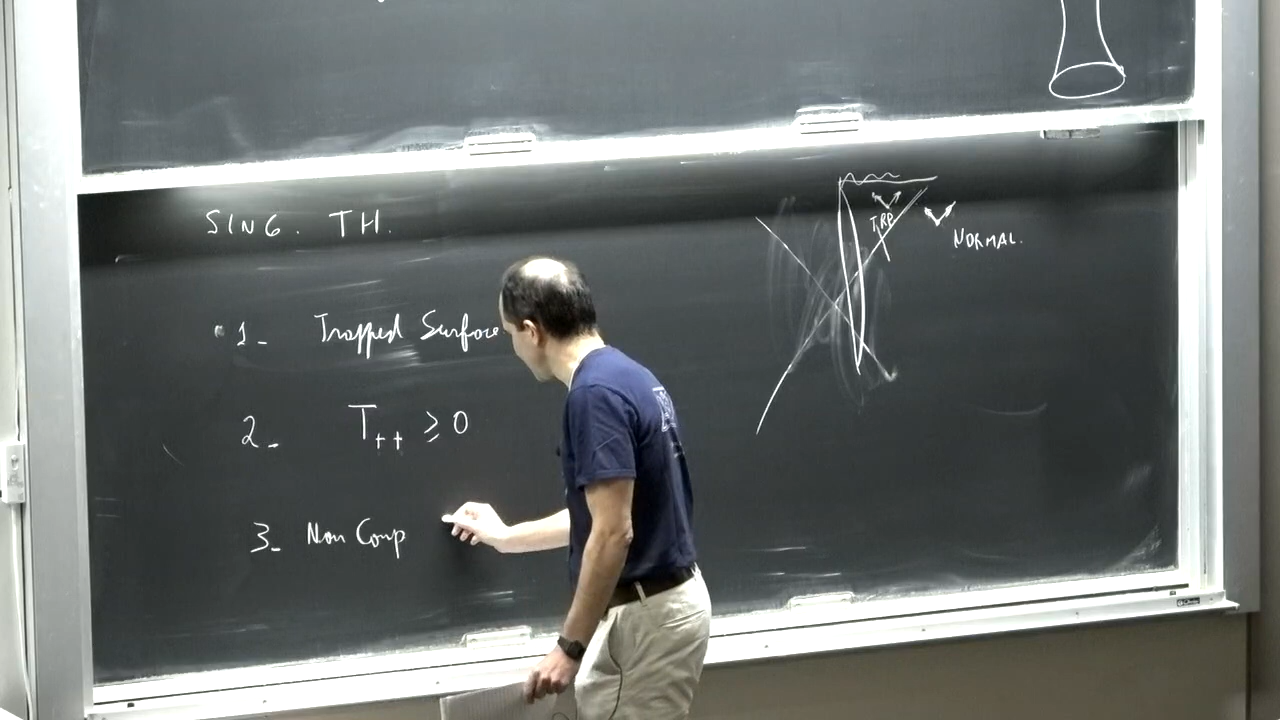 SING. TH.
1_ Trapped Surface
2_ T++ ≥ 0
3_ Non Comp
TRP
NORMAL.